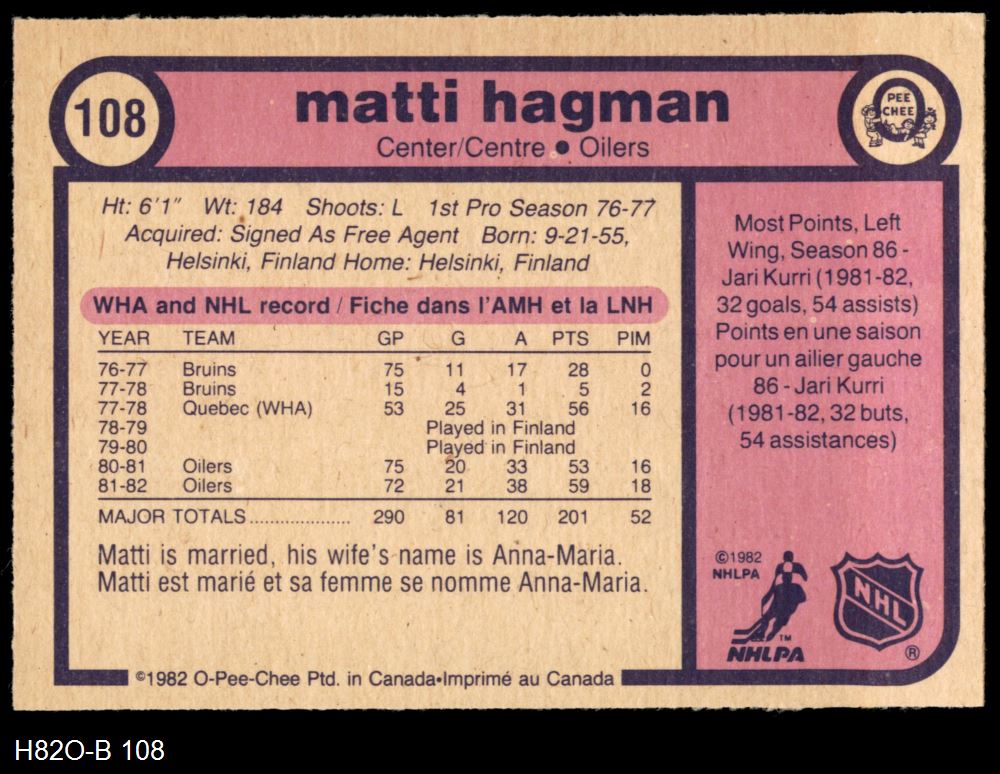 108
matti hagman
Center/Centre ● Oilers
PEE
CHEE
Ht: 6'1" Wt: 184 Shoots: L 1st Pro Season 76-77
Acquired: Signed As Free Agent Born: 9-21-55,
Helsinki, Finland Home: Helsinki, Finland
WHA and NHL record / Fiche dans l'AMH et la LNH
YEAR TEAM GP G A PTS PIM
76-77 Bruins 75 11 17 28 0
77-78 Bruins 15 4 1 5 2
77-78 Quebec (WHA) 53 25 31 56 16
78-79 Played in Finland
79-80 Played in Finland
80-81 Oilers 75 20 33 53 16
81-82 Oilers 72 21 38 59 18
MAJOR TOTALS.................... 290 81 120 201 52
Matti is married, his wife's name is Anna-Maria.
Matti est marié et sa femme se nomme Anna-Maria.
Most Points, Left
Wing, Season 86 -
Jari Kurri (1981-82,
32 goals, 54 assists)
Points en une saison
pour un ailier gauche
86 - Jari Kurri
(1981-82, 32 buts,
54 assistances)
©1982
NHLPA
TM
NHLPA
NHL
®
©1982 O-Pee-Chee Ptd. in Canada•Imprimé au Canada
H82O-B 108